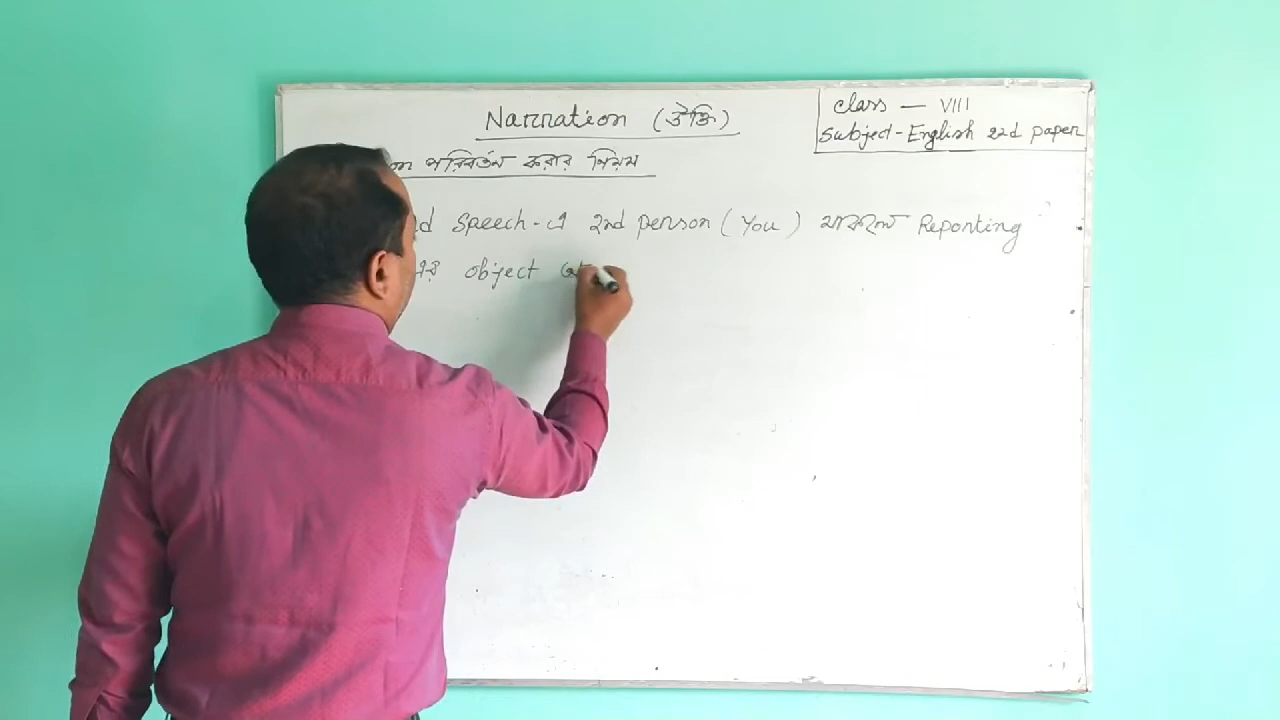 Narration (উক্তি)
Class — VIII
Subject-English 2nd paper
পরিবর্তন করার নিয়ম
Speech-এ 2nd person (You) থাকলে Reporting
এর object